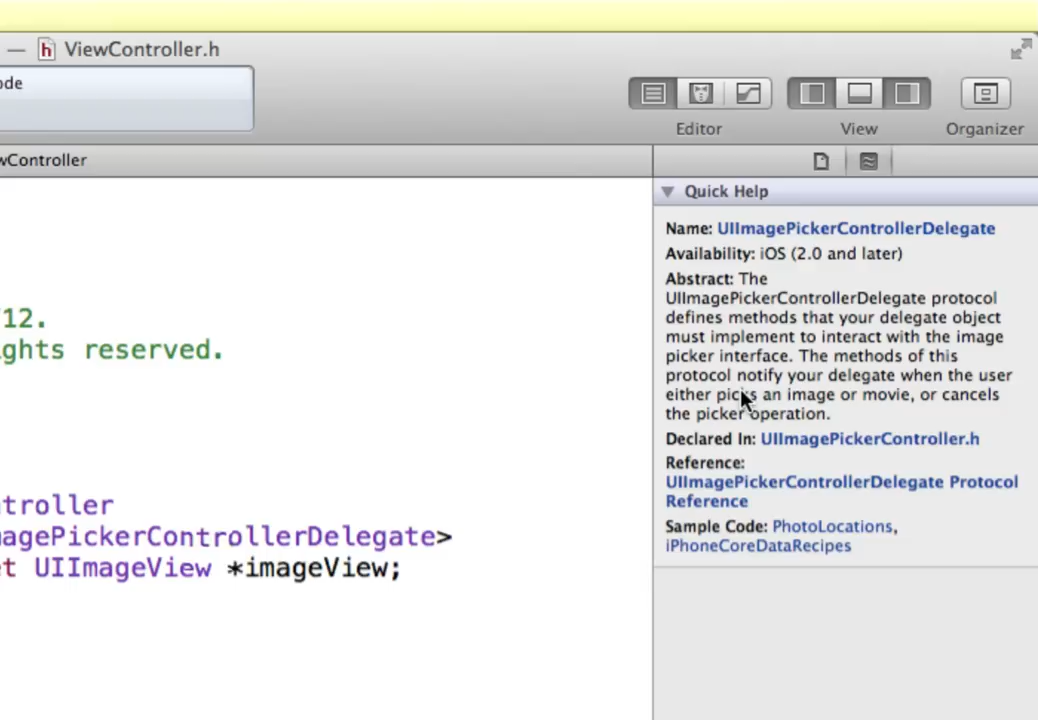 — h ViewController.h
ode
Editor
View
Organizer
wController
Quick Help
Name: UIImagePickerControllerDelegate
Availability: iOS (2.0 and later)
Abstract: The
UIImagePickerControllerDelegate protocol
defines methods that your delegate object
must implement to interact with the image
picker interface. The methods of this
protocol notify your delegate when the user
either picks an image or movie, or cancels
the picker operation.
Declared In: UIImagePickerController.h
Reference:
UIImagePickerControllerDelegate Protocol
Reference
Sample Code: PhotoLocations,
iPhoneCoreDataRecipes
12.
ghts reserved.
troller
agePickerControllerDelegate>
t UIImageView *imageView;